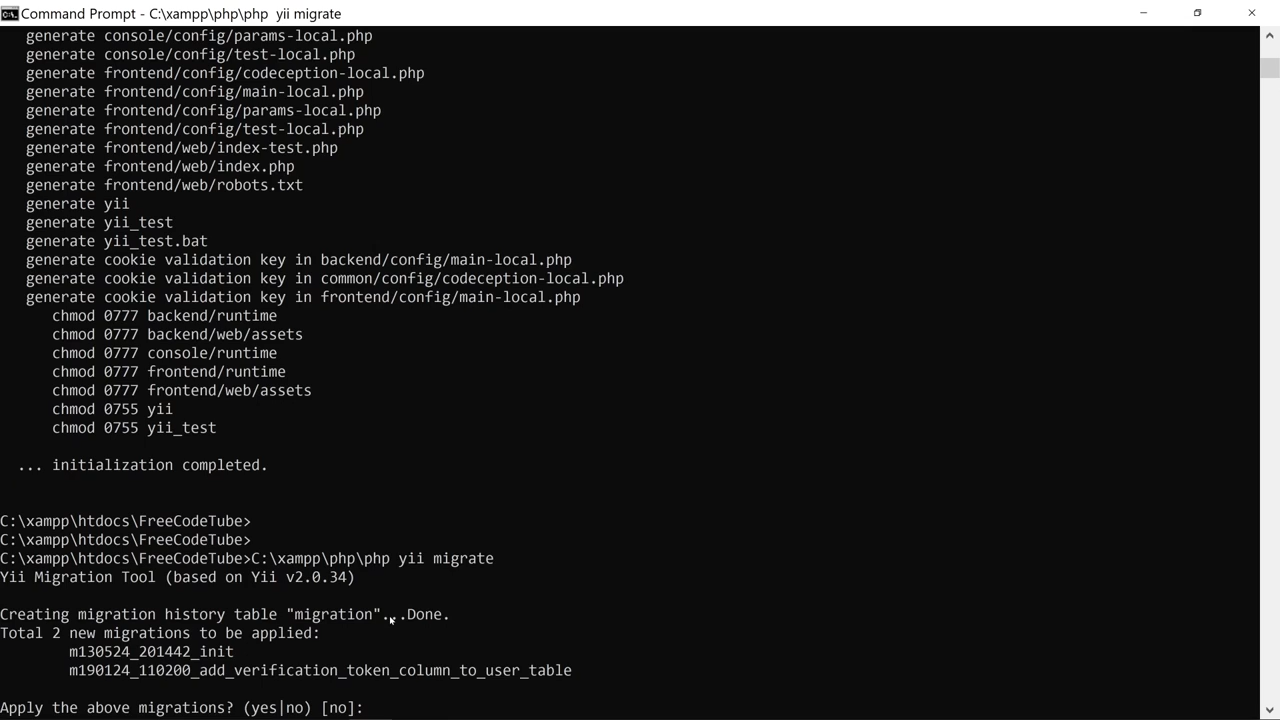 Command Prompt - C:\xampp\php\php  yii migrate
generate console/config/params-local.php
generate console/config/test-local.php
generate frontend/config/codeception-local.php
generate frontend/config/main-local.php
generate frontend/config/params-local.php
generate frontend/config/test-local.php
generate frontend/web/index-test.php
generate frontend/web/index.php
generate frontend/web/robots.txt
generate yii
generate yii_test
generate yii_test.bat
generate cookie validation key in backend/config/main-local.php
generate cookie validation key in common/config/codeception-local.php
generate cookie validation key in frontend/config/main-local.php
chmod 0777 backend/runtime
chmod 0777 backend/web/assets
chmod 0777 console/runtime
chmod 0777 frontend/runtime
chmod 0777 frontend/web/assets
chmod 0755 yii
chmod 0755 yii_test
... initialization completed.
C:\xampp\htdocs\FreeCodeTube>
C:\xampp\htdocs\FreeCodeTube>
C:\xampp\htdocs\FreeCodeTube>C:\xampp\php\php yii migrate
Yii Migration Tool (based on Yii v2.0.34)
Creating migration history table "migration"...Done.
Total 2 new migrations to be applied:
m130524_201442_init
m190124_110200_add_verification_token_column_to_user_table
Apply the above migrations? (yes|no) [no]: